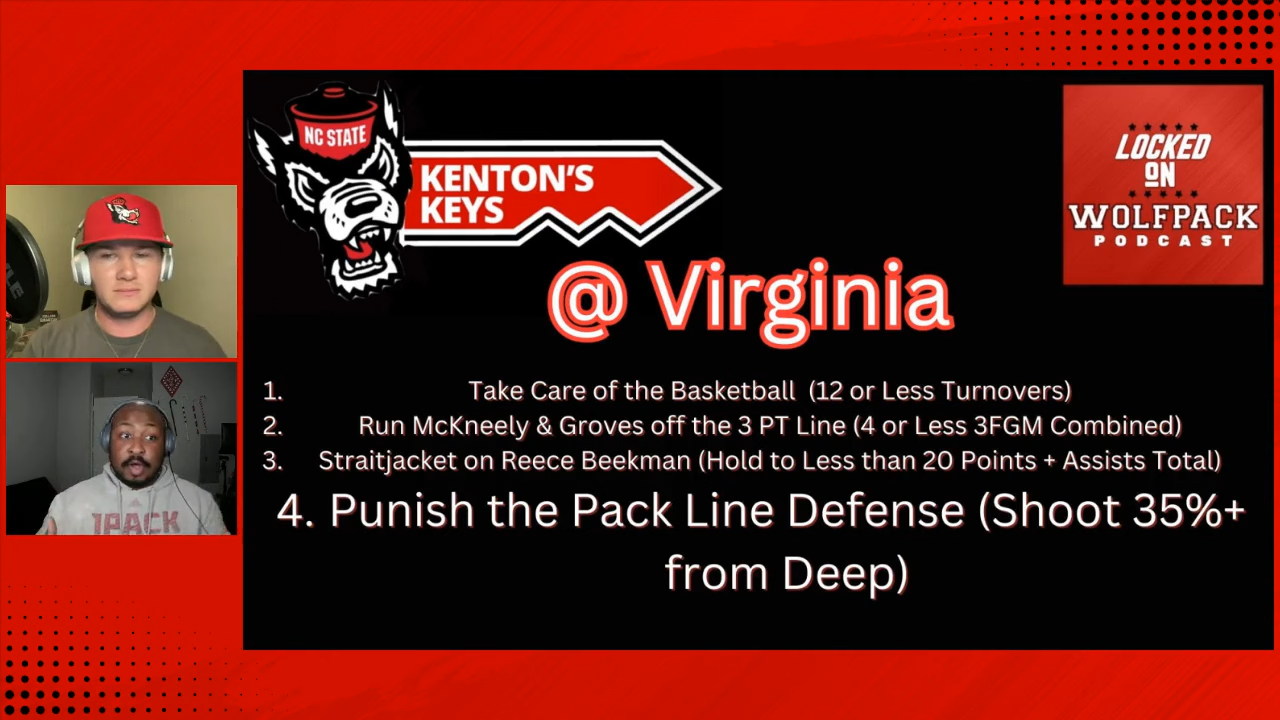 NC STATE
KENTON'S
KEYS
LOCKED
ON
WOLFPACK
PODCAST
@ Virginia
1. Take Care of the Basketball (12 or Less Turnovers)
2. Run McKneely & Groves off the 3 PT Line (4 or Less 3FGM Combined)
3. Straitjacket on Reece Beekman (Hold to Less than 20 Points + Assists Total)
4. Punish the Pack Line Defense (Shoot 35%+
from Deep)
1PACK